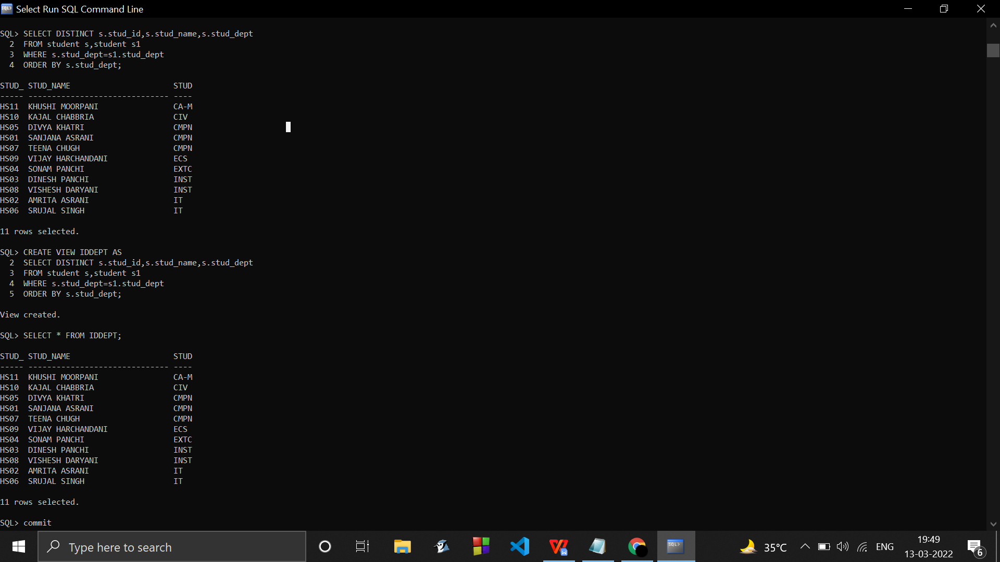 Select Run SQL Command Line
SQL> SELECT DISTINCT s.stud_id,s.stud_name,s.stud_dept
  2  FROM student s,student s1
  3  WHERE s.stud_dept=s1.stud_dept
  4  ORDER BY s.stud_dept;
STUD_ STUD_NAME                      STUD
----- ------------------------------ ----
HS11  KHUSHI MOORPANI                CA-M
HS10  KAJAL CHABBRIA                 CIV
HS05  DIVYA KHATRI                   CMPN
HS01  SANJANA ASRANI                 CMPN
HS07  TEENA CHUGH                    CMPN
HS09  VIJAY HARCHANDANI              ECS
HS04  SONAM PANCHI                   EXTC
HS03  DINESH PANCHI                  INST
HS08  VISHESH DARYANI                INST
HS02  AMRITA ASRANI                  IT
HS06  SRUJAL SINGH                   IT
11 rows selected.
SQL> CREATE VIEW IDDEPT AS
  2  SELECT DISTINCT s.stud_id,s.stud_name,s.stud_dept
  3  FROM student s,student s1
  4  WHERE s.stud_dept=s1.stud_dept
  5  ORDER BY s.stud_dept;
View created.
SQL> SELECT * FROM IDDEPT;
STUD_ STUD_NAME                      STUD
----- ------------------------------ ----
HS11  KHUSHI MOORPANI                CA-M
HS10  KAJAL CHABBRIA                 CIV
HS05  DIVYA KHATRI                   CMPN
HS01  SANJANA ASRANI                 CMPN
HS07  TEENA CHUGH                    CMPN
HS09  VIJAY HARCHANDANI              ECS
HS04  SONAM PANCHI                   EXTC
HS03  DINESH PANCHI                  INST
HS08  VISHESH DARYANI                INST
HS02  AMRITA ASRANI                  IT
HS06  SRUJAL SINGH                   IT
11 rows selected.
SQL> commit
Type here to search
35°C
ENG
19:49
13-03-2022
6